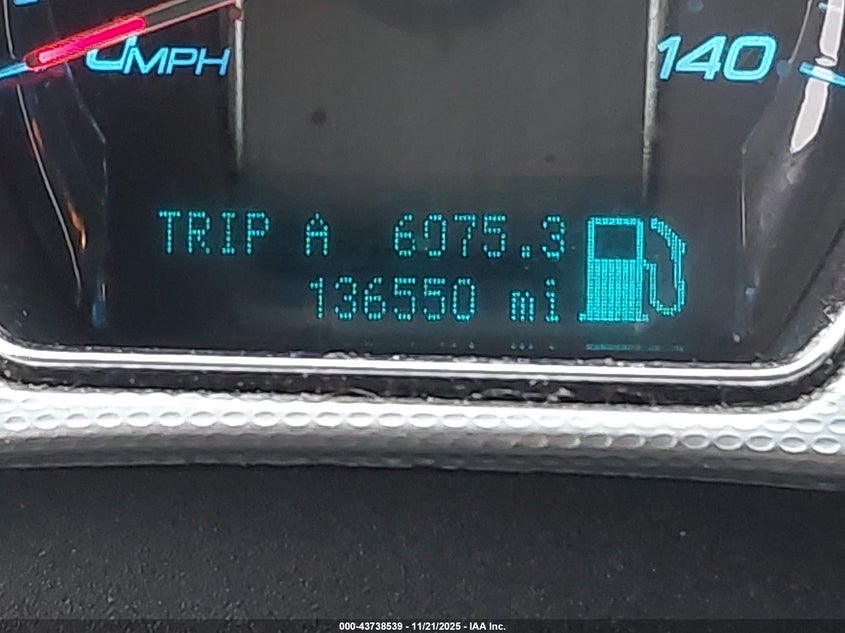 0MPH
140
TRIP A 6975.3
136550 mi
000-43738539 - 11/21/2025 - IAA Inc.